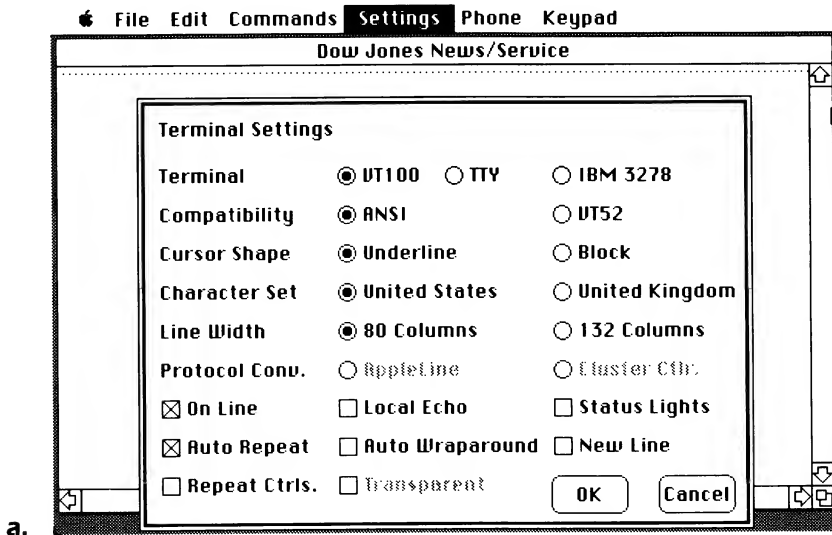 File Edit Commands Settings Phone Keypad
Dow Jones News/Service
Terminal Settings
Terminal VT100 TTY IBM 3278
Compatibility ANSI VT52
Cursor Shape Underline Block
Character Set United States United Kingdom
Line Width 80 Columns 132 Columns
Protocol Conv. AppleLine Cluster Ctlr.
On Line Local Echo Status Lights
Auto Repeat Auto Wraparound New Line
Repeat Ctrls. Transparent OK Cancel
a.